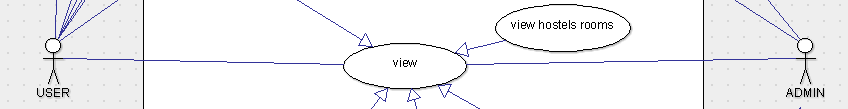 view hostels rooms
view
USER
ADMIN